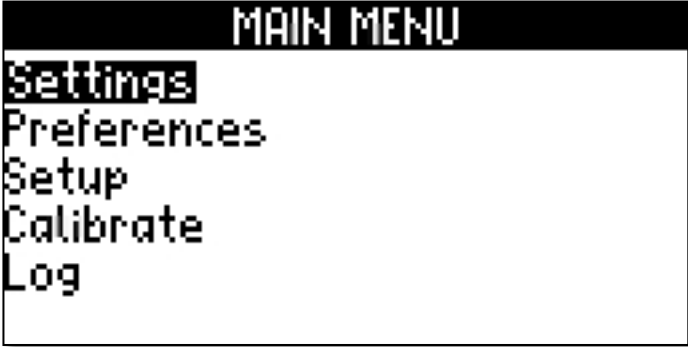 MAIN MENU
Settings
Preferences
Setup
Calibrate
Log